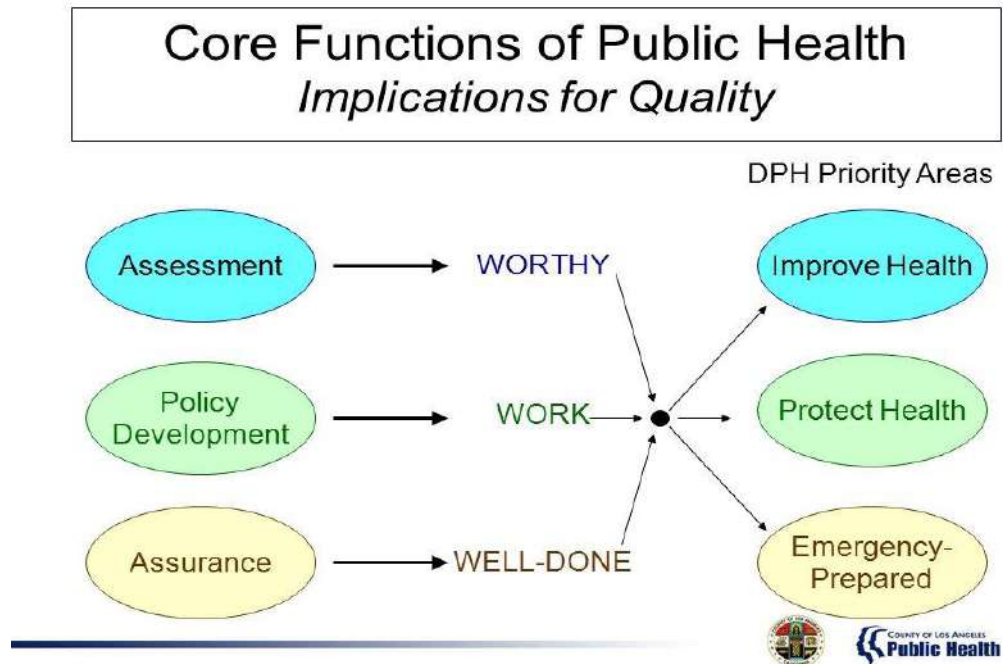 Core Functions of Public Health
Implications for Quality
DPH Priority Areas
Assessment
WORTHY
Improve Health
Policy
Development
WORK
Protect Health
Assurance
WELL-DONE
Emergency-
Prepared
COUNTY OF LOS ANGELES
Public Health